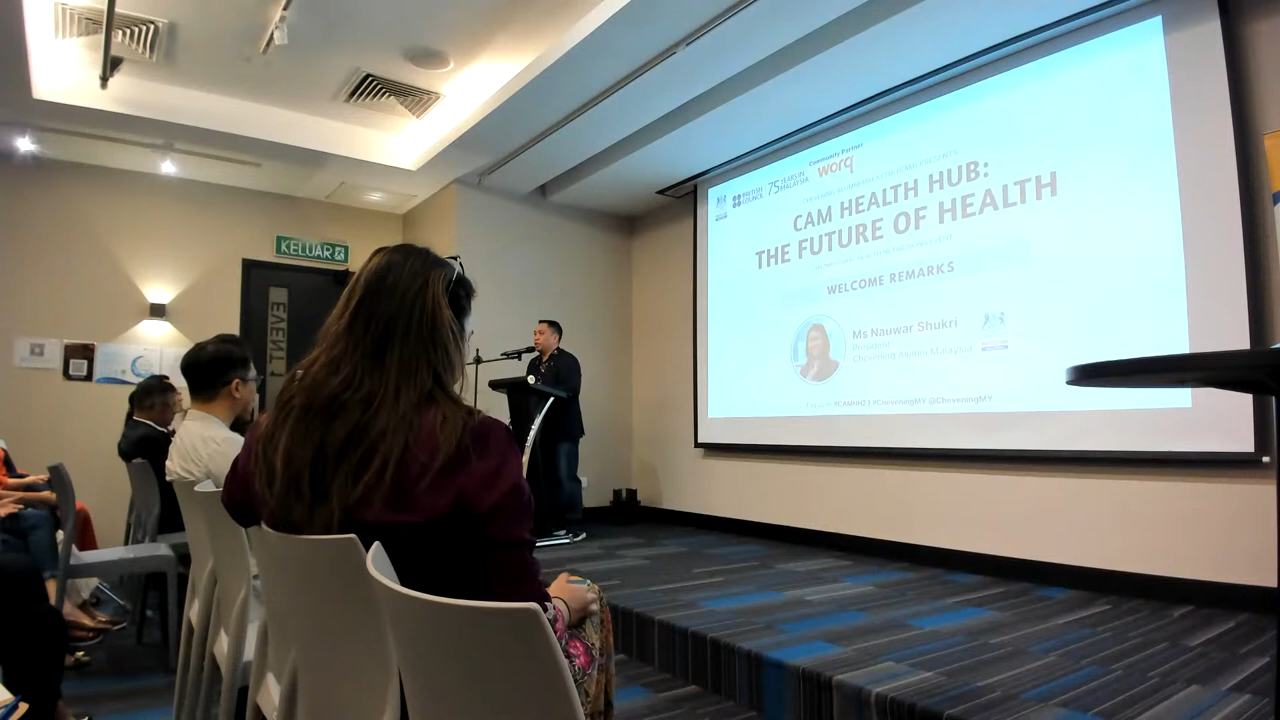 KELUAR
EVENT 1
BRITISH COUNCIL
75 YEARS IN MALAYSIA
Community Partner
worq
CAM HEALTH HUB:
THE FUTURE OF HEALTH
WELCOME REMARKS
Ms Nauwar Shukri
President
Chevening Alumni Malaysia
#CAMHH23 #CheveningMY @CheveningMY